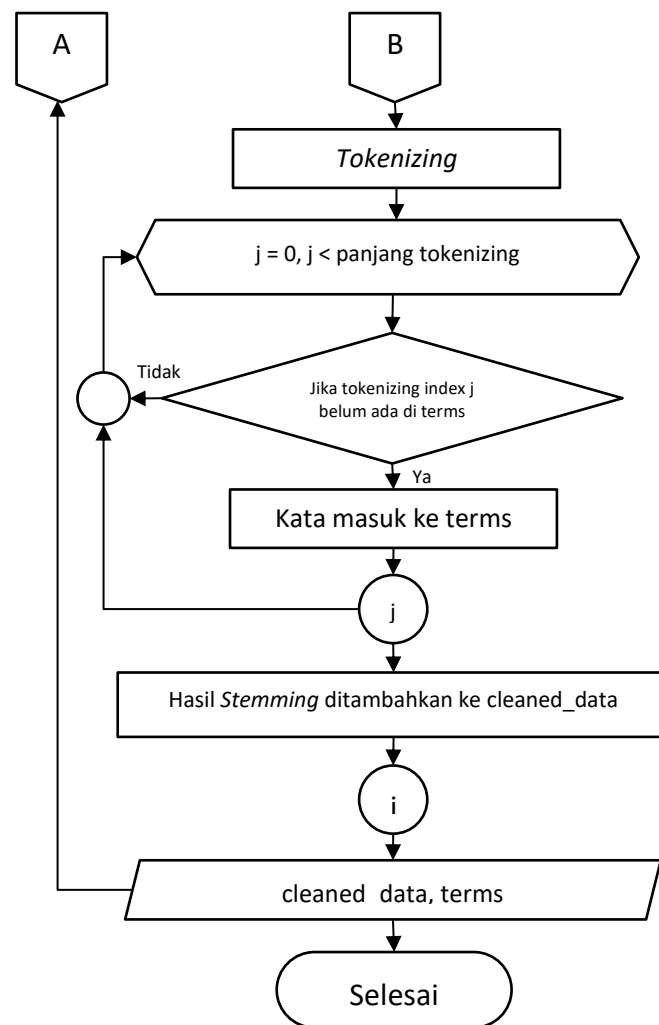 A
B
Tokenizing
j = 0, j < panjang tokenizing
Tidak
Jika tokenizing index j
belum ada di terms
Ya
Kata masuk ke terms
j
Hasil Stemming ditambahkan ke cleaned_data
i
cleaned data, terms
Selesai